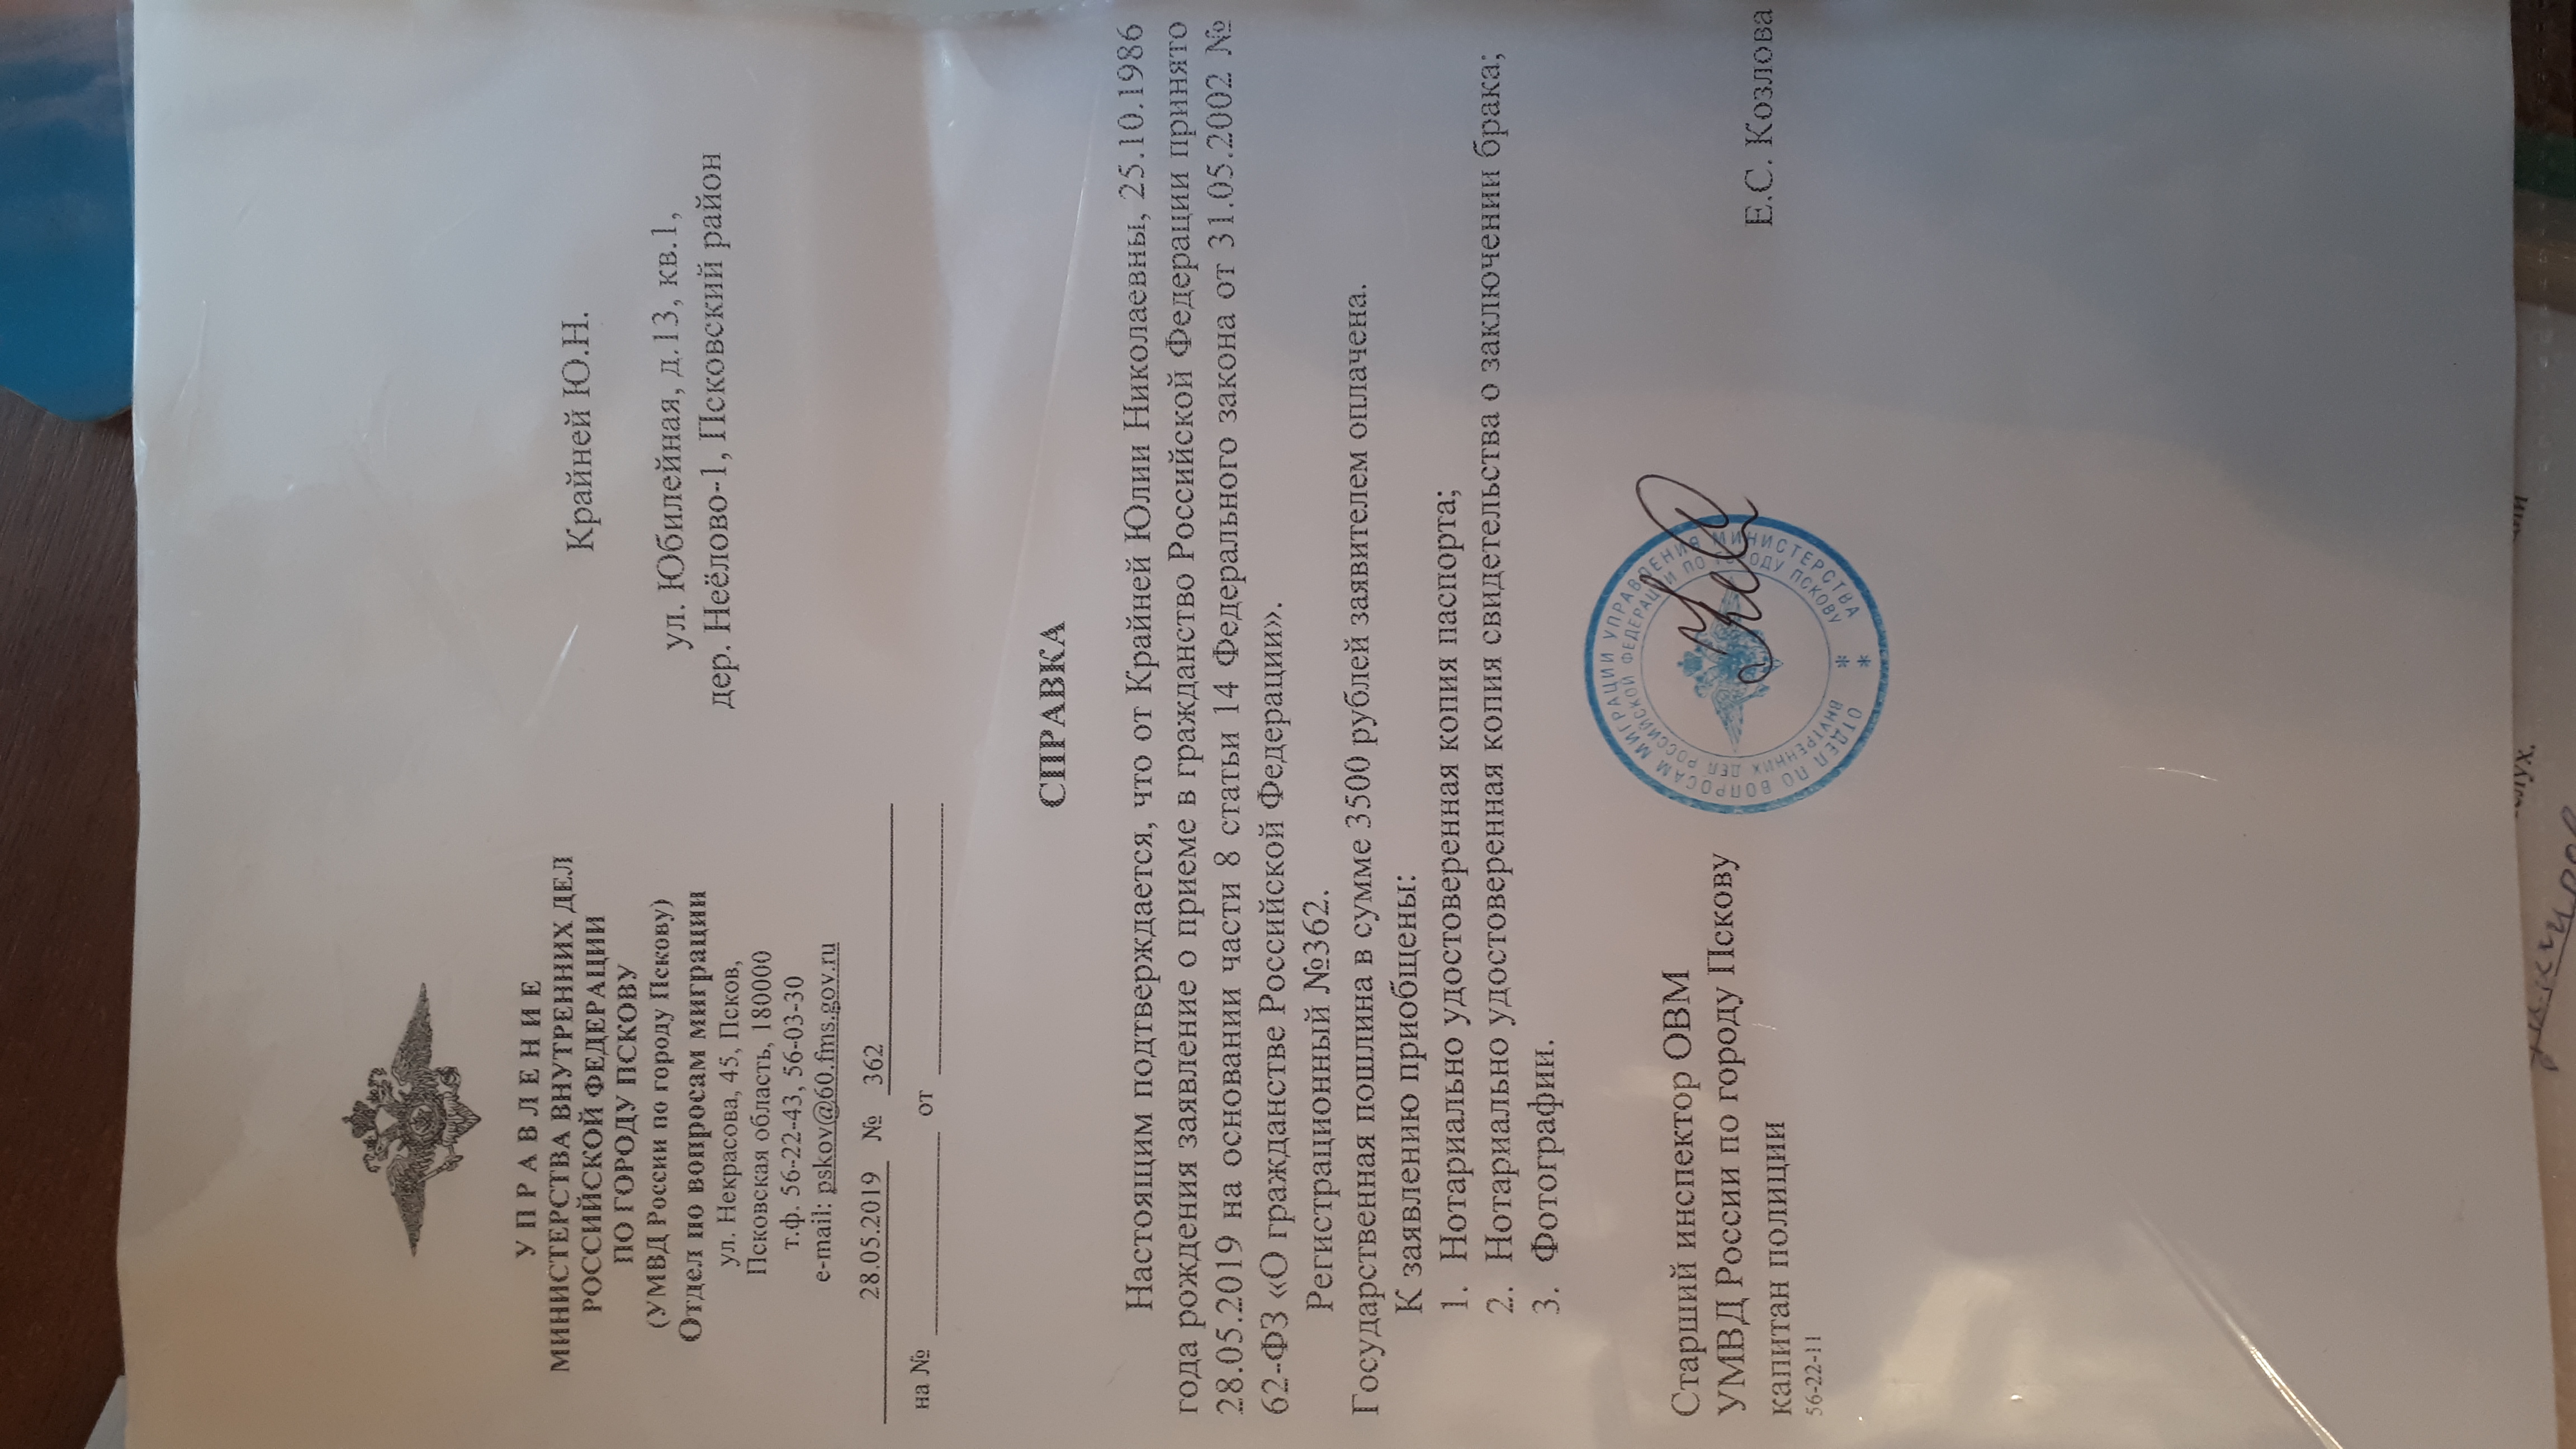 УПРАВЛЕНИЕ
МИНИСТЕРСТВА ВНУТРЕННИХ ДЕЛ
РОССИЙСКОЙ ФЕДЕРАЦИИ
ПО ГОРОДУ ПСКОВУ
(УМВД России по городу Пскову)
Отдел по вопросам миграции
ул. Некрасова, 45, Псков,
Псковская область, 180000
т.ф. 56-22-43, 56-03-30
e-mail: pskov@60.fms.gov.ru
28.05.2019 № 362
на № от
Крайней Ю.Н.
ул. Юбилейная, д.13, кв.1,
дер. Неёлово-1, Псковский район
СПРАВКА
Настоящим подтверждается, что от Крайней Юлии Николаевны, 25.10.1986
года рождения заявление о приеме в гражданство Российской Федерации принято
28.05.2019 на основании части 8 статьи 14 Федерального закона от 31.05.2002 №
62-ФЗ «О гражданстве Российской Федерации».
Регистрационный №362.
Государственная пошлина в сумме 3500 рублей заявителем оплачена.
К заявлению приобщены:
1. Нотариально удостоверенная копия паспорта;
2. Нотариально удостоверенная копия свидетельства о заключении брака;
3. Фотографии.
Старший инспектор ОВМ
УМВД России по городу Пскову
капитан полиции
56-22-11
ОТДЕЛ ПО ВОПРОСАМ МИГРАЦИИ УПРАВЛЕНИЯ МИНИСТЕРСТВА
ВНУТРЕННИХ ДЕЛ РОССИЙСКОЙ ФЕДЕРАЦИИ ПО ГОРОДУ ПСКОВУ
Е.С. Козлова